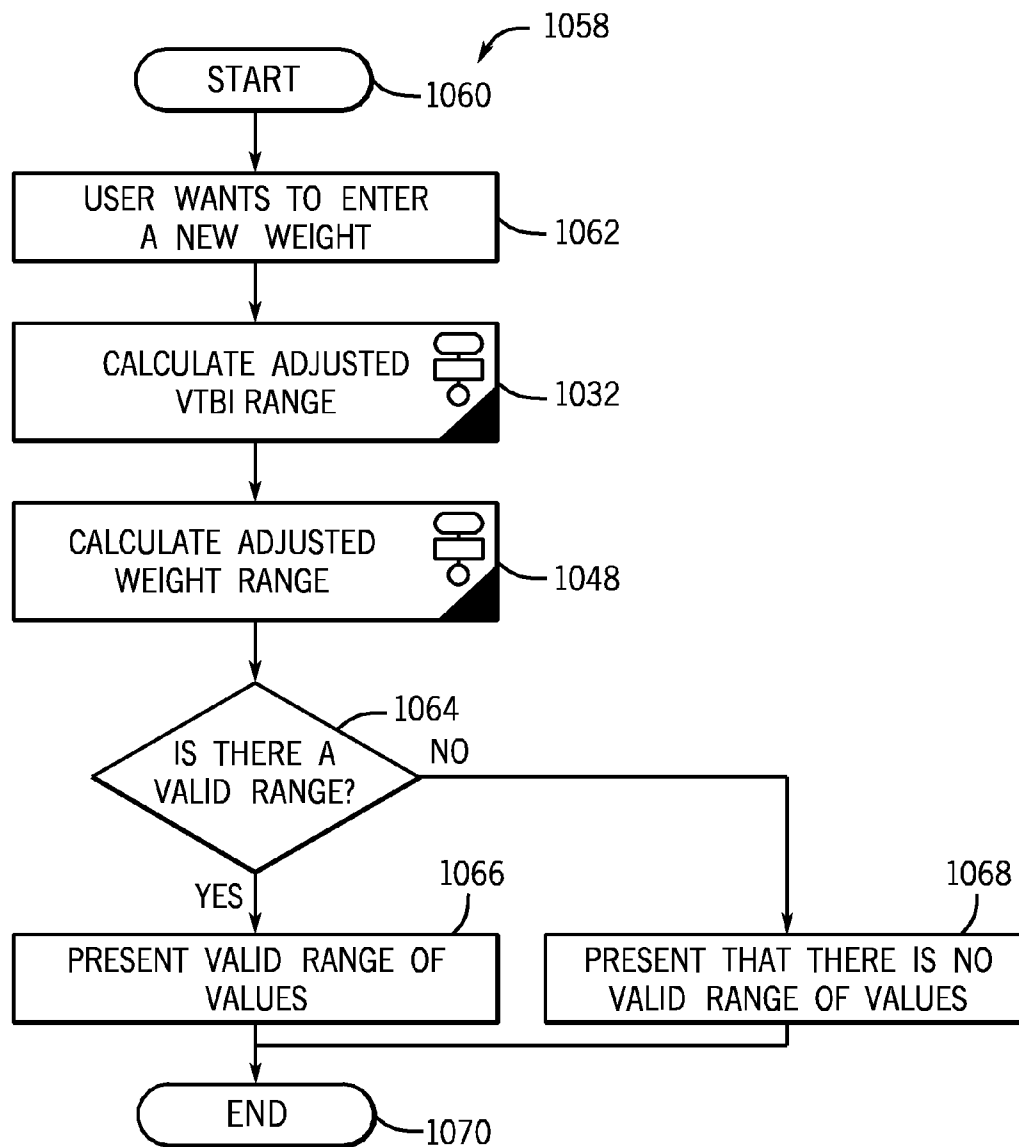 1058
START
1060
USER WANTS TO ENTER
A NEW WEIGHT
1062
CALCULATE ADJUSTED
VTBI RANGE
1032
CALCULATE ADJUSTED
WEIGHT RANGE
1048
1064
IS THERE A
VALID RANGE?
NO
YES
1066
1068
PRESENT VALID RANGE OF
VALUES
PRESENT THAT THERE IS NO
VALID RANGE OF VALUES
END
1070